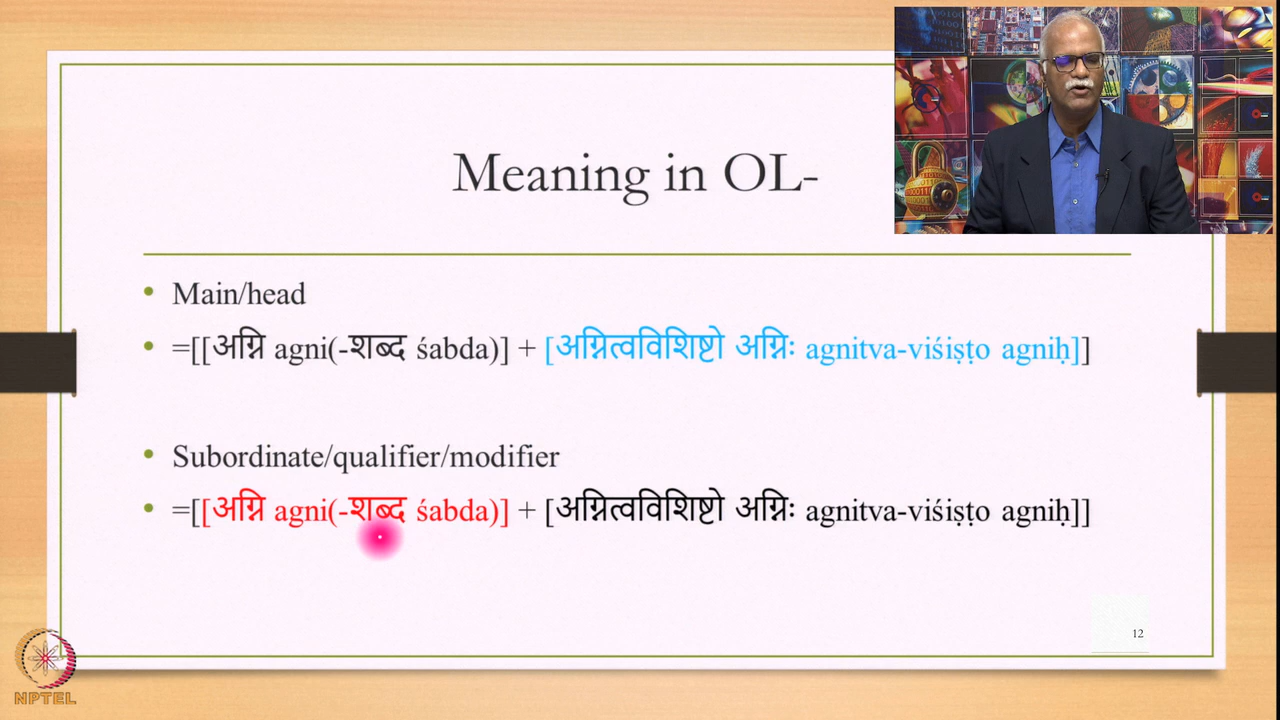 Meaning in OL-
• Main/head
• =[[अग्नि agni(-शब्द śabda)] + [अग्नित्वविशिष्टो अग्निः agnitva-viśiṣṭo agniḥ]]
• Subordinate/qualifier/modifier
• =[[अग्नि agni(-शब्द śabda)] + [अग्नित्वविशिष्टो अग्निः agnitva-viśiṣṭo agniḥ]]
12
NPTEL